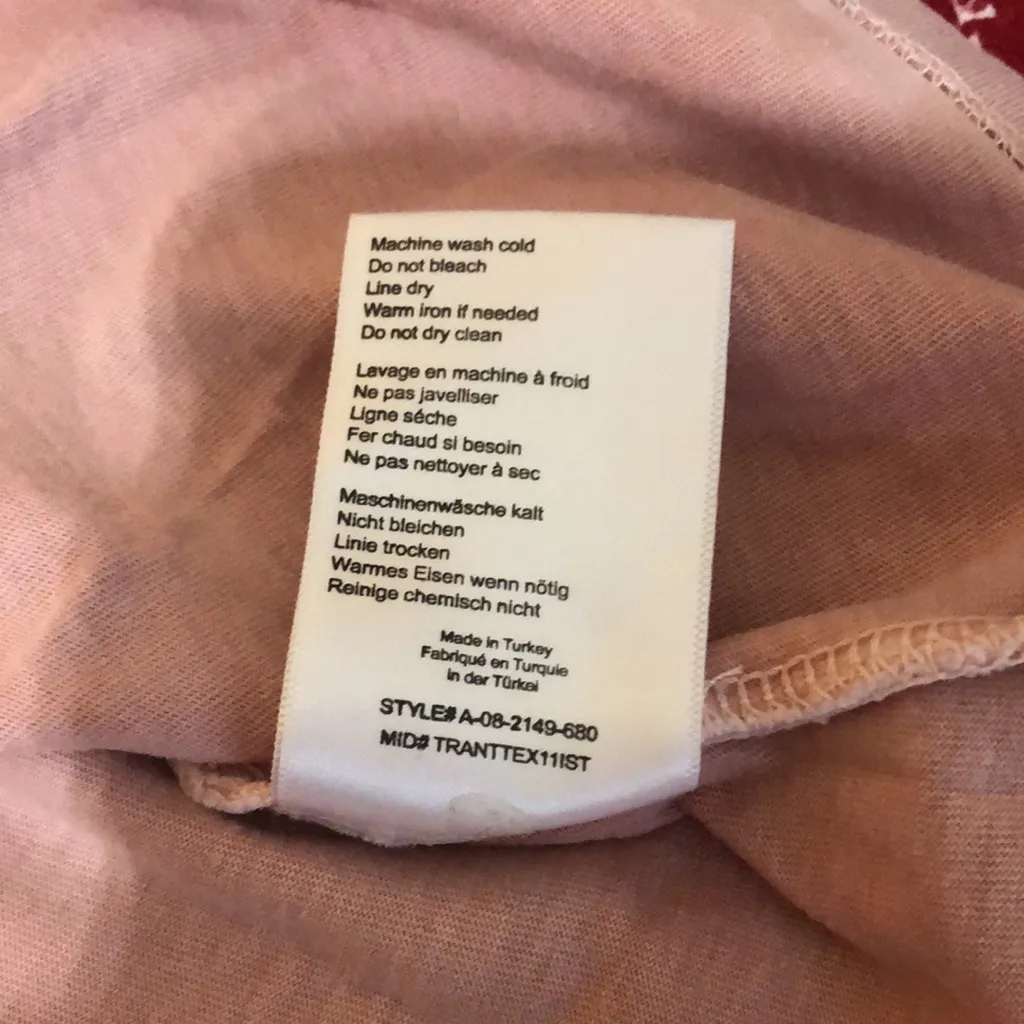 Machine wash cold
Do not bleach
Line dry
Warm iron if needed
Do not dry clean
Lavage en machine à froid
Ne pas javelliser
Ligne séche
Fer chaud si besoin
Ne pas nettoyer à sec
Maschinenwäsche kalt
Nicht bleichen
Linie trocken
Warmes Eisen wenn nötig
Reinige chemisch nicht
Made in Turkey
Fabriqué en Turquie
In der Türkei
STYLE# A-08-2149-680
MID# TRANTTEX11IST